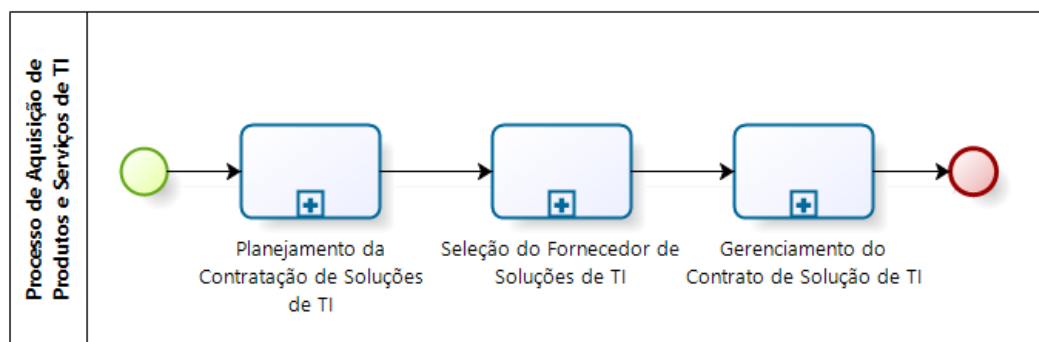 Processo de Aquisição de
Produtos e Serviços de TI
Planejamento da
Contratação de Soluções
de TI
Seleção do Fornecedor de
Soluções de TI
Gerenciamento do
Contrato de Solução de TI